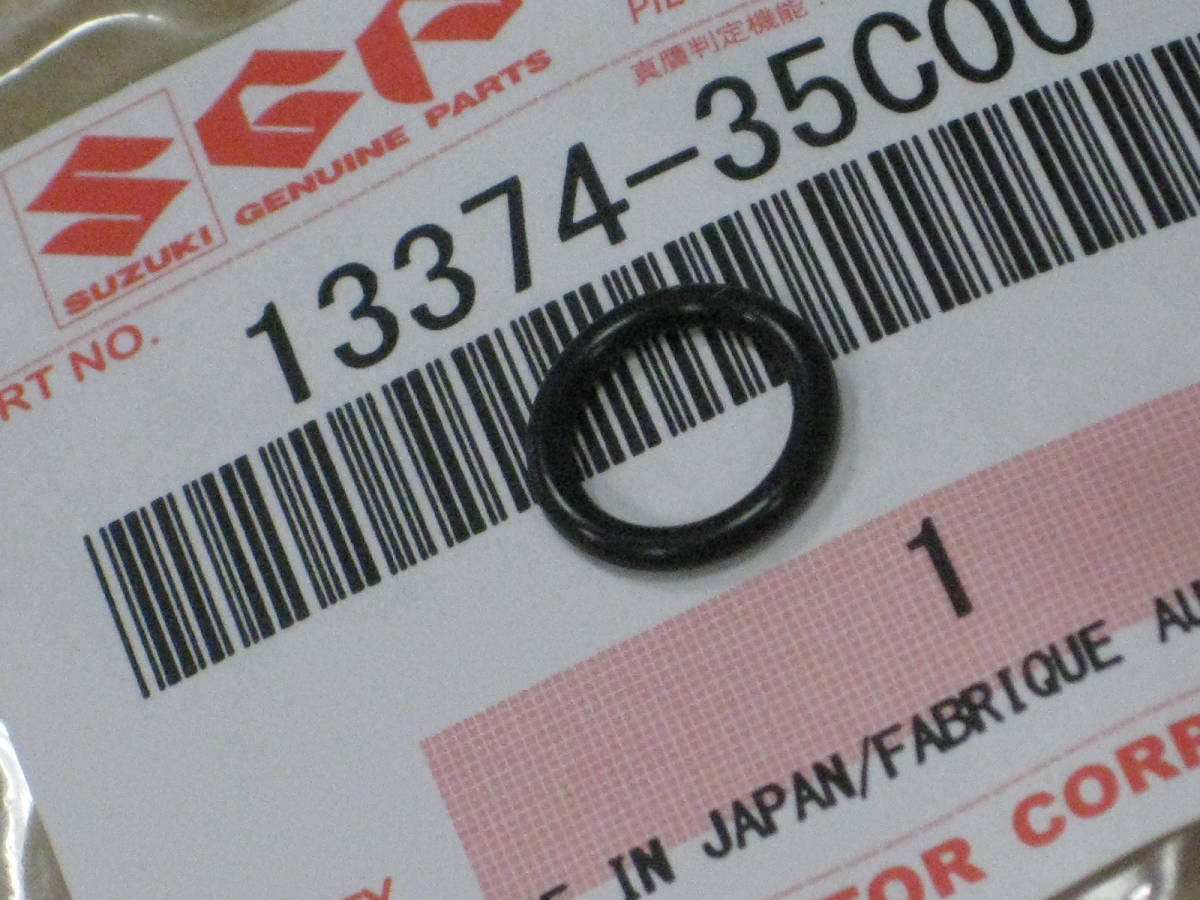 SGP
GENUINE PARTS
SUZUKI
真贋判定機能:
RT NO.
13374-35C00
1
IN JAPAN/FABRIQUE AU
TOR CORP